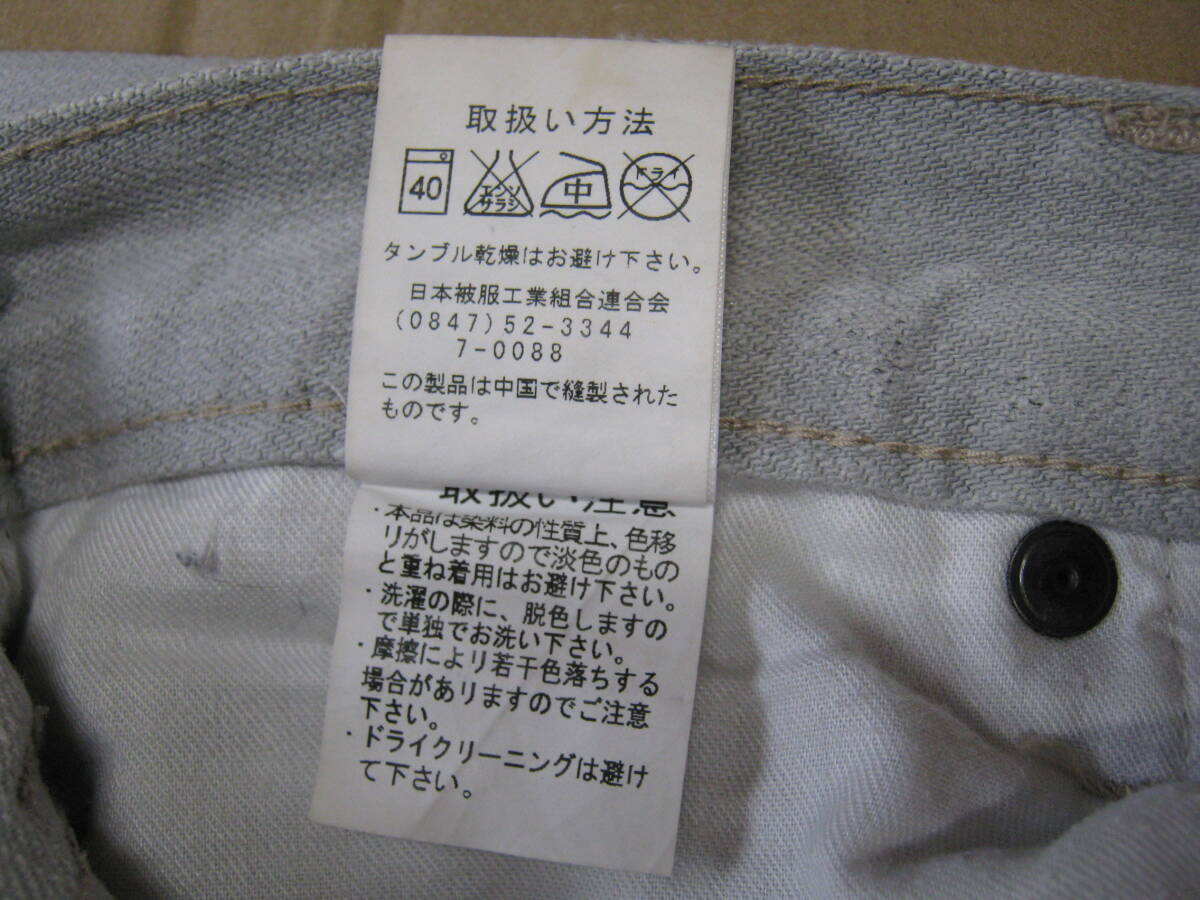 取扱い方法
40
エンソ
サラシ
中
ドライ
タンブル乾燥はお避け下さい。
日本被服工業組合連合会
(0847)52-3344
7-0088
この製品は中国で縫製された
ものです。
取扱い注意
・本品は染料の性質上、色移
りがしますので淡色のもの
と重ね着用はお避け下さい。
・洗濯の際に、脱色しますの
で単独でお洗い下さい。
・摩擦により若干色落ちする
場合がありますのでご注意
下さい。
・ドライクリーニングは避け
て下さい。